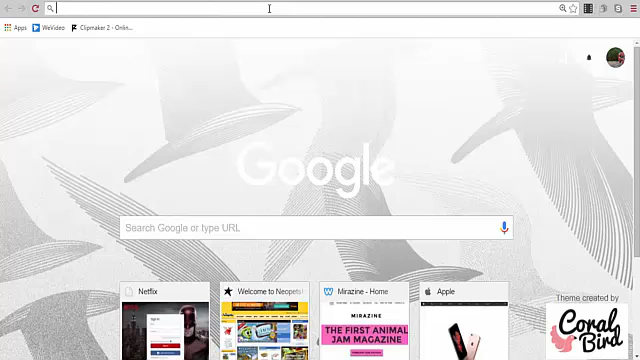 Apps WeVideo Clipmaker 2 - Onlin...
Google
Search Google or type URL
Netflix Welcome to Neopets Mirazine - Home Apple
MIRAZINE
THE FIRST ANIMAL
JAM MAGAZINE
Theme created by
Coral
Bird